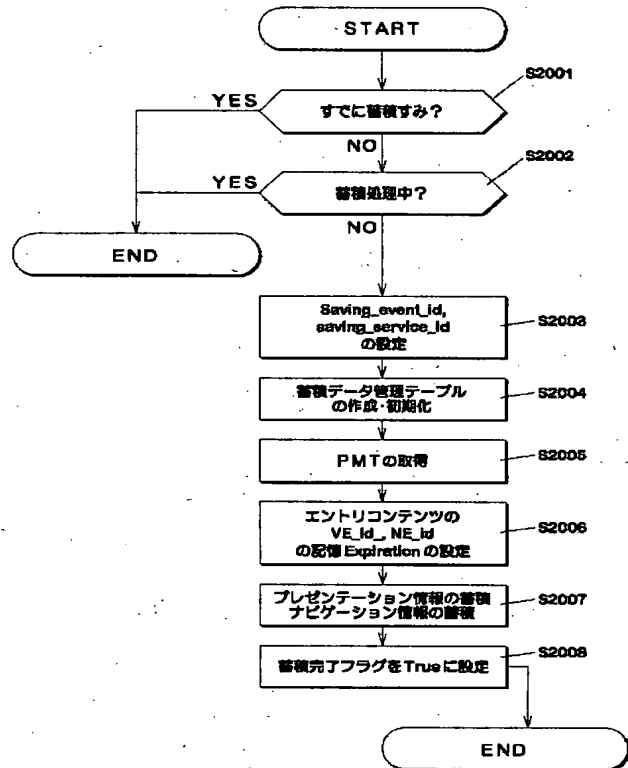 START
S2001
YES
すでに蓄積すみ？
NO
S2002
YES
蓄積処理中？
NO
END
Saving_event_id,
saving_service_id
の設定
S2003
蓄積データ管理テーブル
の作成・初期化
S2004
PMTの取得
S2005
エントリコンテンツの
VE_id_, NE_id
の記憶 Expiration の設定
S2006
プレゼンテーション情報の蓄積
ナビゲーション情報の蓄積
S2007
蓄積完了フラグをTrueに設定
S2008
END